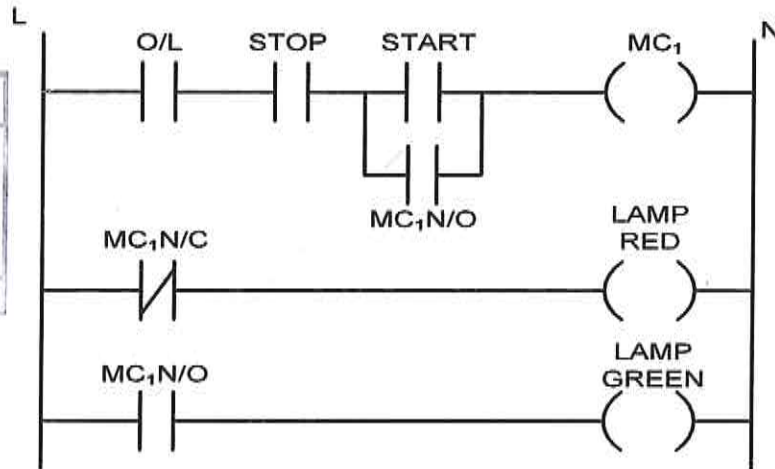 L
N
O/L
STOP
START
MC₁
MC₁N/O
MC₁N/C
LAMP
RED
MC₁N/O
LAMP
GREEN